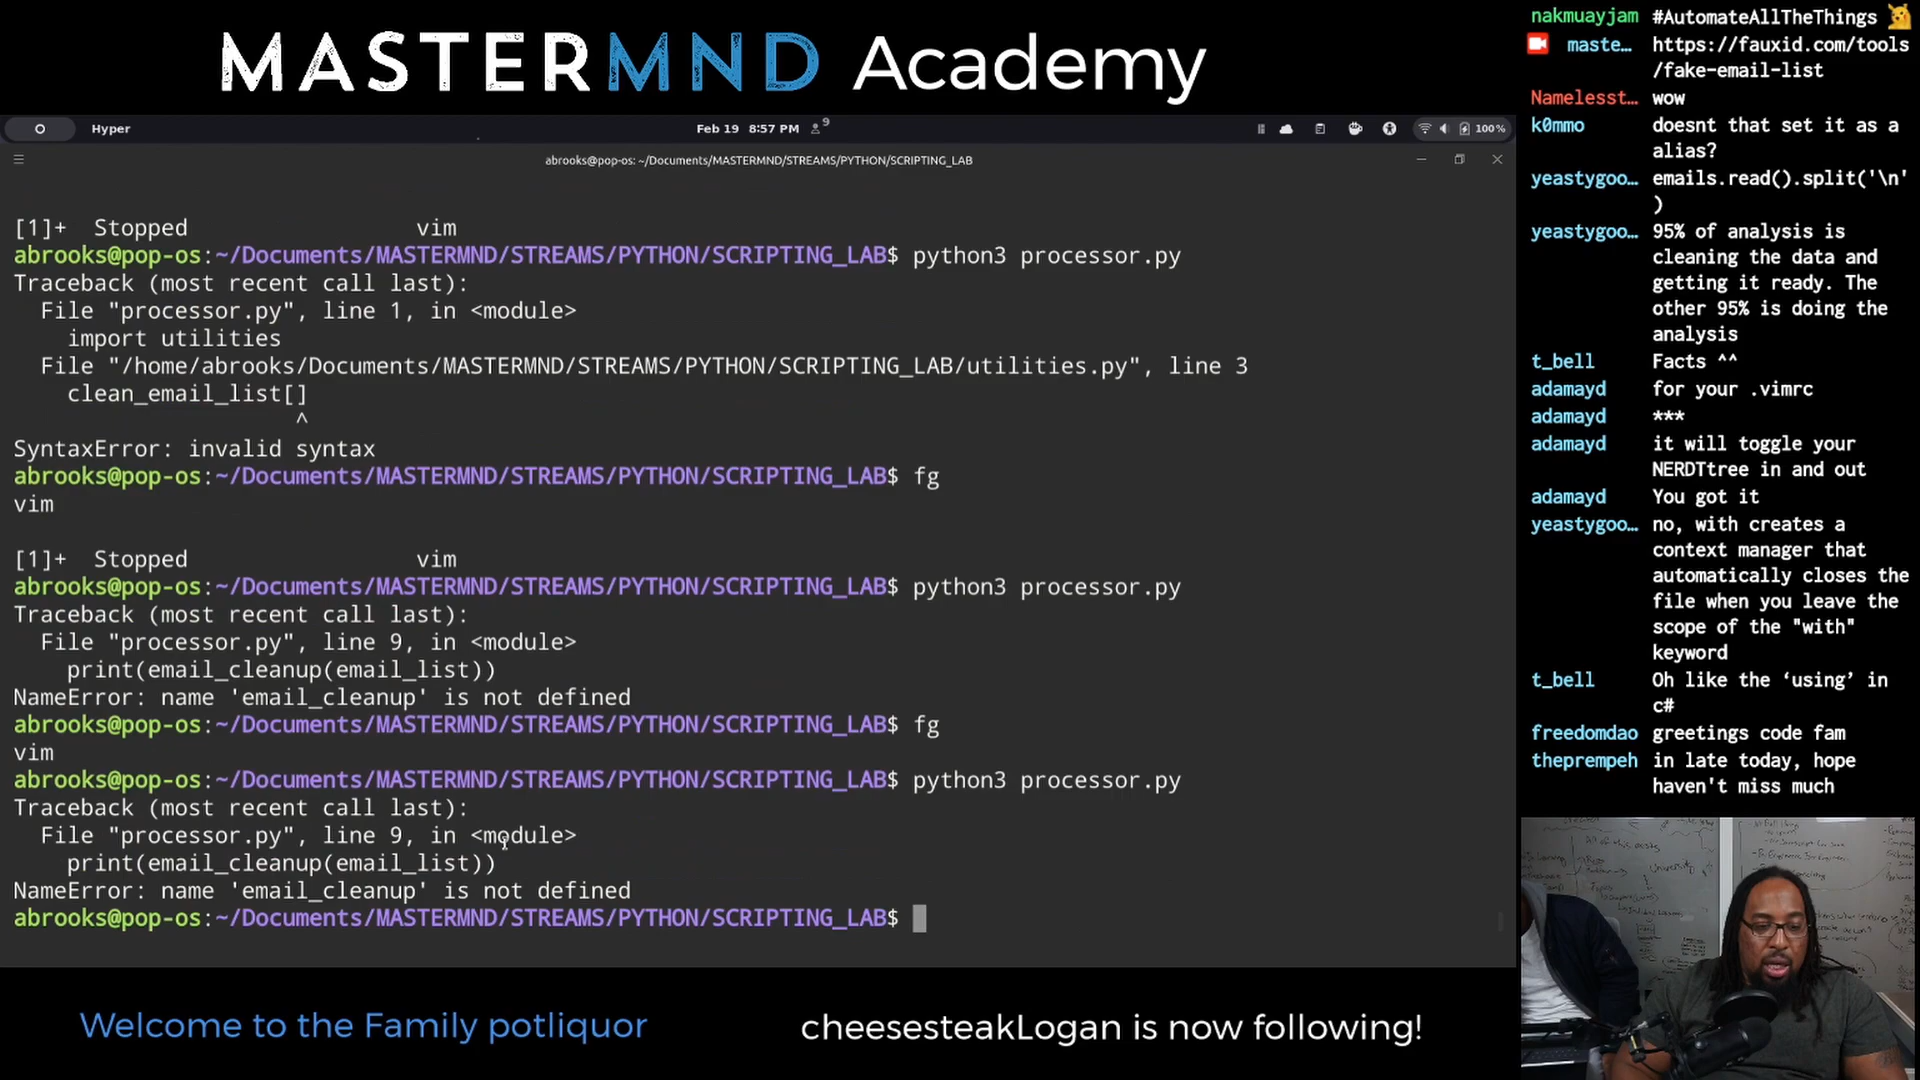 MASTERMND Academy
Hyper
Feb 19 8:57 PM
9
100%
abrooks@pop-os: ~/Documents/MASTERMND/STREAMS/PYTHON/SCRIPTING_LAB
[1]+  Stopped                 vim
abrooks@pop-os:~/Documents/MASTERMND/STREAMS/PYTHON/SCRIPTING_LAB$ python3 processor.py
Traceback (most recent call last):
  File "processor.py", line 1, in <module>
    import utilities
  File "/home/abrooks/Documents/MASTERMND/STREAMS/PYTHON/SCRIPTING_LAB/utilities.py", line 3
    clean_email_list[]
                     ^
SyntaxError: invalid syntax
abrooks@pop-os:~/Documents/MASTERMND/STREAMS/PYTHON/SCRIPTING_LAB$ fg
vim
[1]+  Stopped                 vim
abrooks@pop-os:~/Documents/MASTERMND/STREAMS/PYTHON/SCRIPTING_LAB$ python3 processor.py
Traceback (most recent call last):
  File "processor.py", line 9, in <module>
    print(email_cleanup(email_list))
NameError: name 'email_cleanup' is not defined
abrooks@pop-os:~/Documents/MASTERMND/STREAMS/PYTHON/SCRIPTING_LAB$ fg
vim
abrooks@pop-os:~/Documents/MASTERMND/STREAMS/PYTHON/SCRIPTING_LAB$ python3 processor.py
Traceback (most recent call last):
  File "processor.py", line 9, in <module>
    print(email_cleanup(email_list))
NameError: name 'email_cleanup' is not defined
abrooks@pop-os:~/Documents/MASTERMND/STREAMS/PYTHON/SCRIPTING_LAB$
nakmuayjam #AutomateAllTheThings
maste… https://fauxid.com/tools
/fake-email-list
Namelesst… wow
k0mmo doesnt that set it as a
alias?
yeastygoo… emails.read().split('\n'
)
yeastygoo… 95% of analysis is
cleaning the data and
getting it ready. The
other 95% is doing the
analysis
t_bell Facts ^^
adamayd for your .vimrc
adamayd ***
adamayd it will toggle your
NERDTtree in and out
adamayd You got it
yeastygoo… no, with creates a
context manager that
automatically closes the
file when you leave the
scope of the "with"
keyword
t_bell Oh like the ‘using’ in
c#
freedomdao greetings code fam
theprempeh in late today, hope
haven't miss much
Welcome to the Family potliquor
cheesesteakLogan is now following!